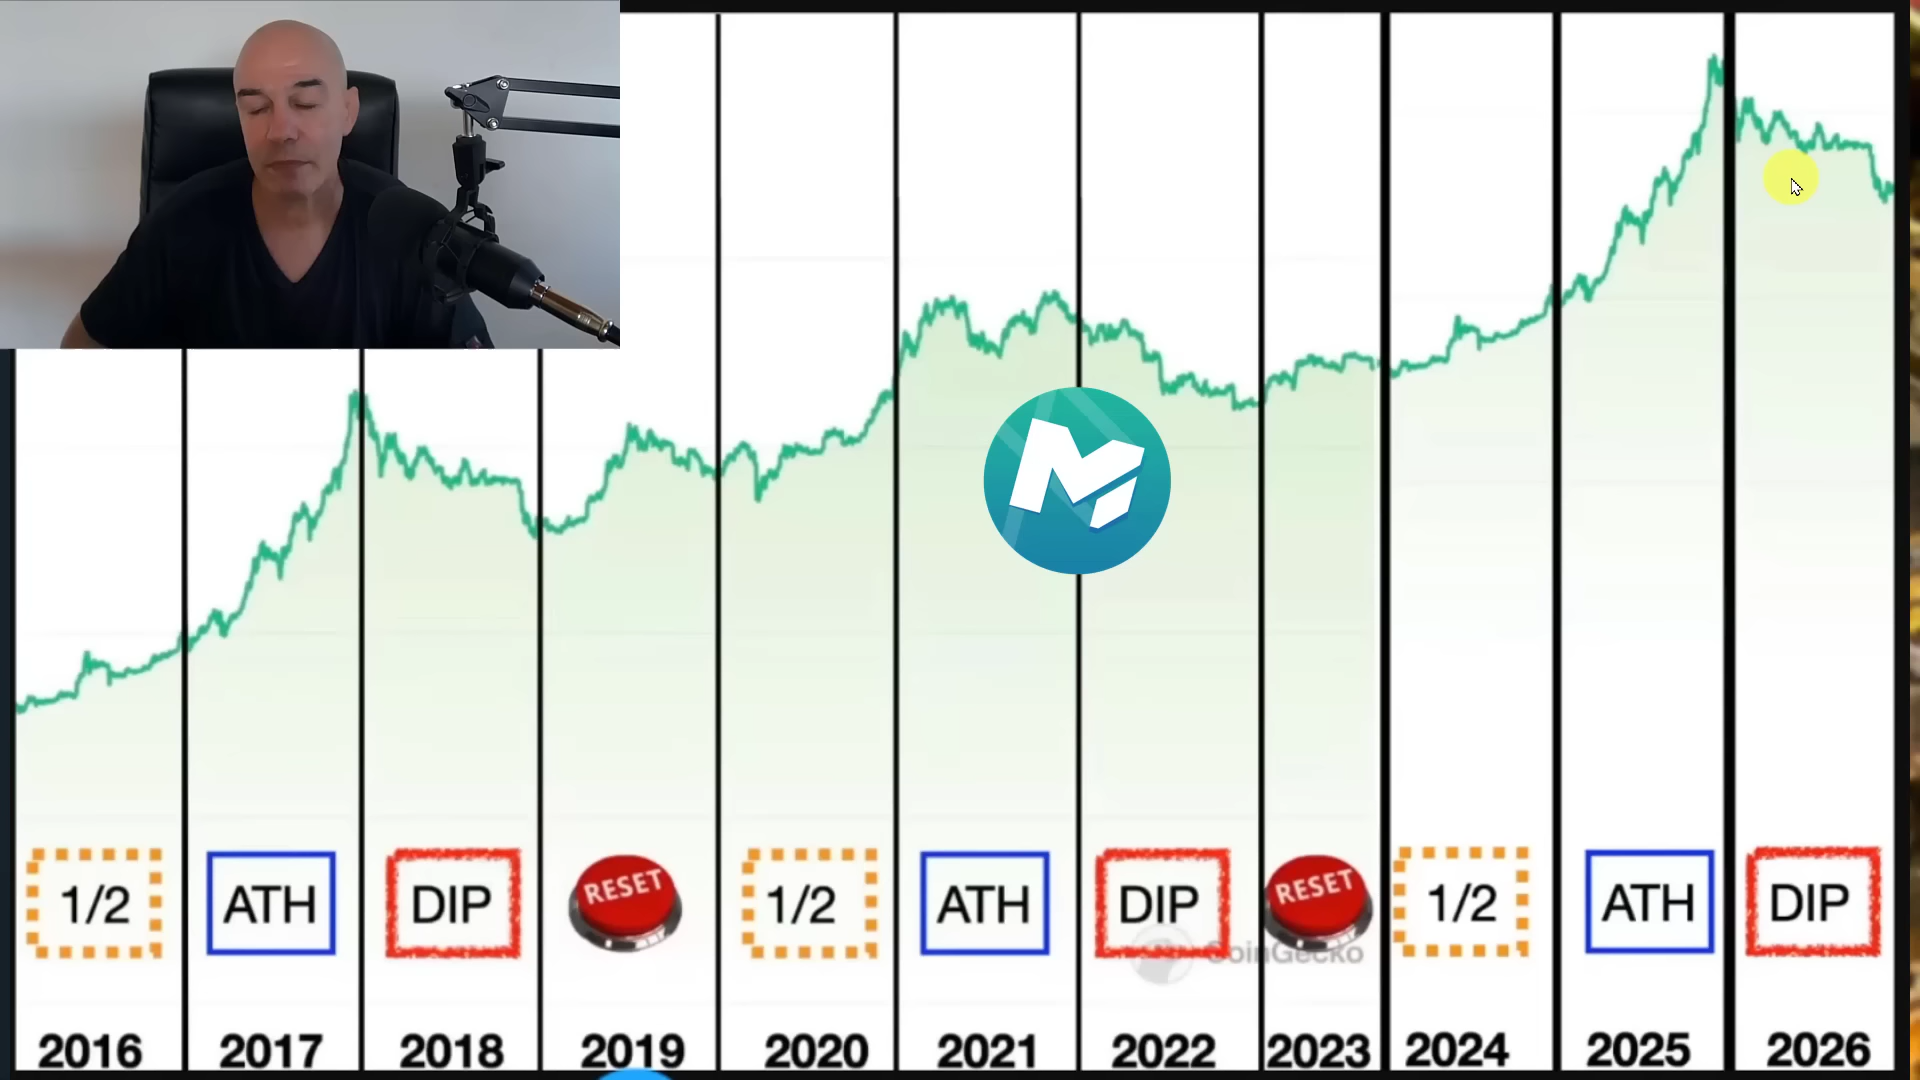 1/2 ATH DIP RESET 1/2 ATH DIP RESET 1/2 ATH DIP
CoinGecko
2016 2017 2018 2019 2020 2021 2022 2023 2024 2025 2026